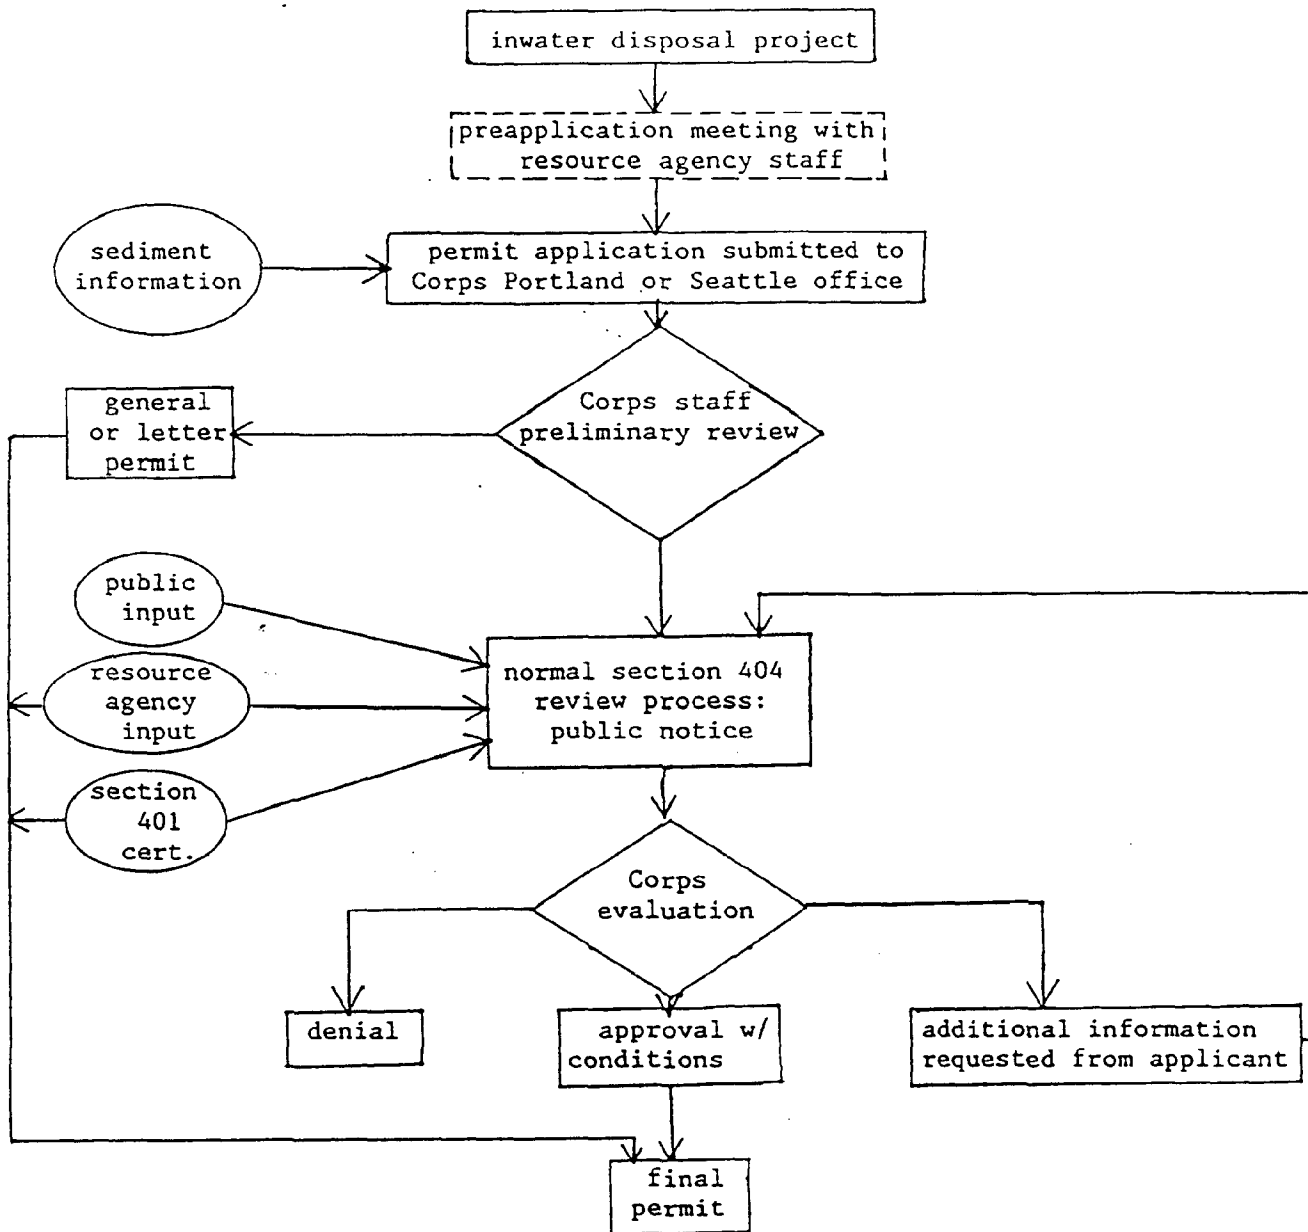 inwater disposal project
preapplication meeting with
resource agency staff
sediment
information
permit application submitted to
Corps Portland or Seattle office
Corps staff
preliminary review
general
or letter
permit
public
input
resource
agency
input
section
401
cert.
normal section 404
review process:
public notice
Corps
evaluation
denial
approval w/
conditions
additional information
requested from applicant
final
permit